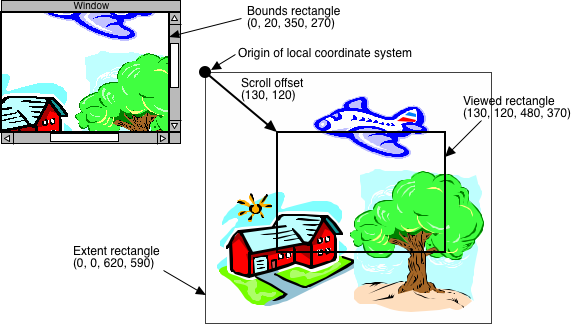 Window
Bounds rectangle
(0, 20, 350, 270)
Origin of local coordinate system
Scroll offset
(130, 120)
Viewed rectangle
(130, 120, 480, 370)
Extent rectangle
(0, 0, 620, 590)